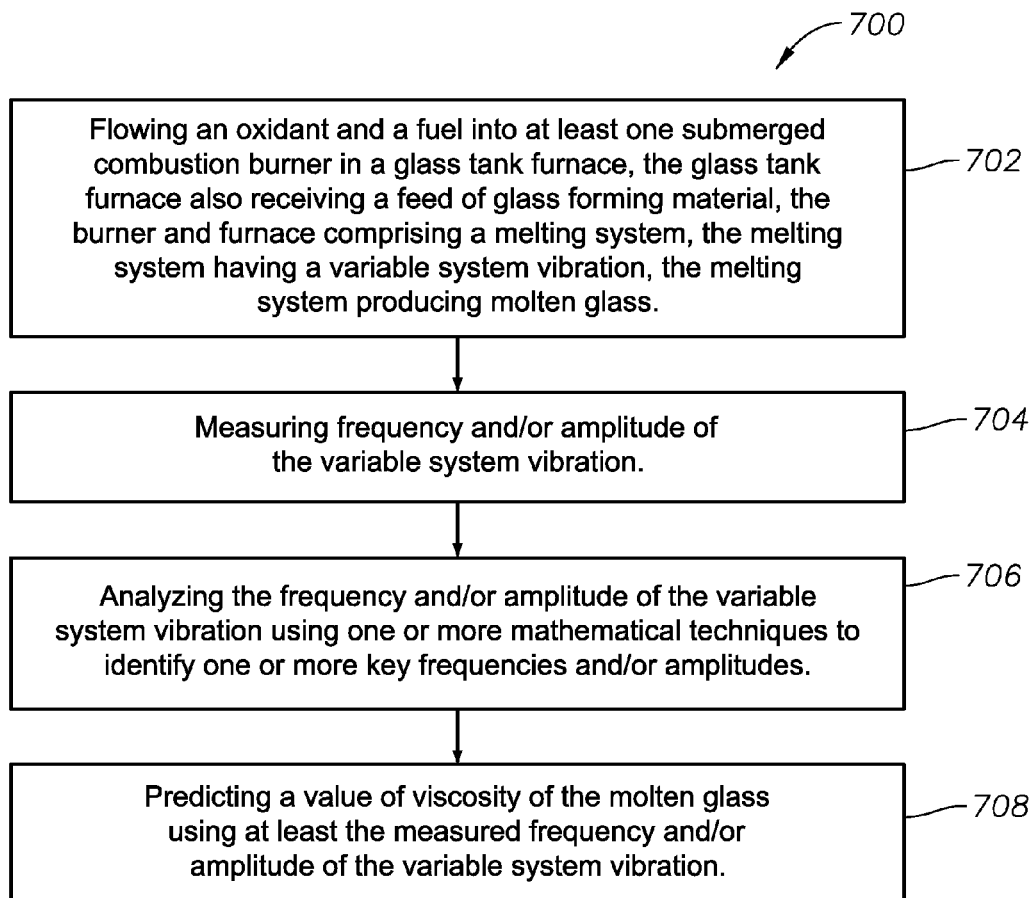 700
Flowing an oxidant and a fuel into at least one submerged
combustion burner in a glass tank furnace, the glass tank
furnace also receiving a feed of glass forming material, the
burner and furnace comprising a melting system, the melting
system having a variable system vibration, the melting
system producing molten glass.
702
Measuring frequency and/or amplitude of
the variable system vibration.
704
Analyzing the frequency and/or amplitude of the variable
system vibration using one or more mathematical techniques to
identify one or more key frequencies and/or amplitudes.
706
Predicting a value of viscosity of the molten glass
using at least the measured frequency and/or
amplitude of the variable system vibration.
708